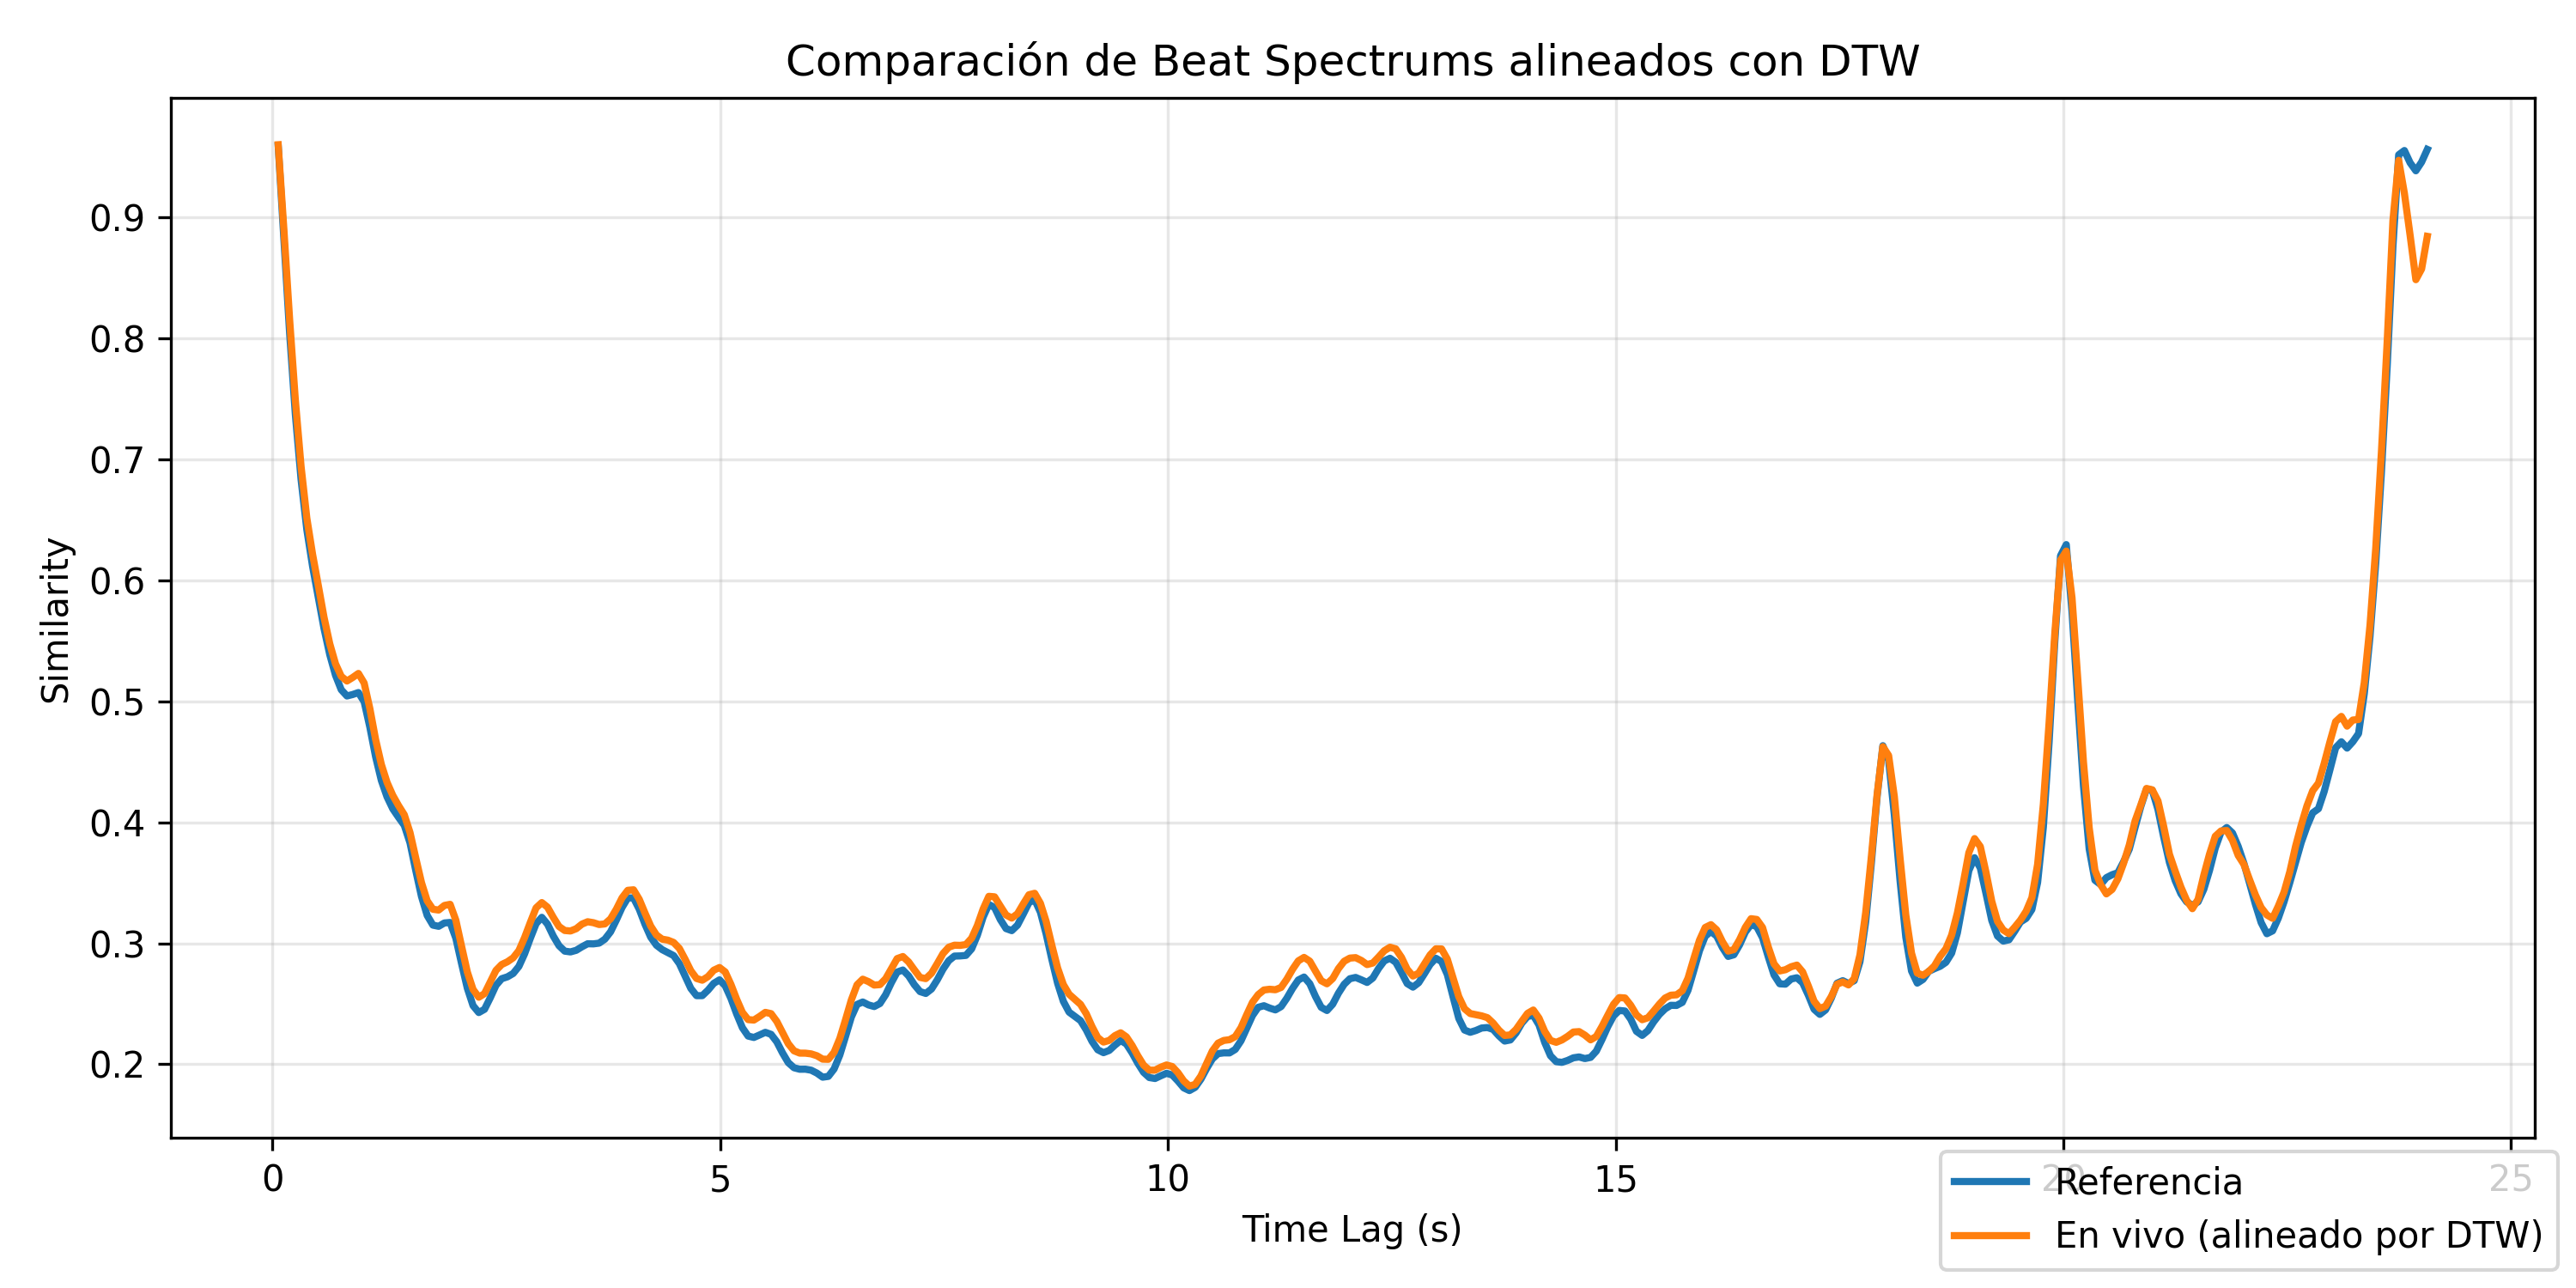 Comparación de Beat Spectrums alineados con DTW
Similarity
0.9
0.8
0.7
0.6
0.5
0.4
0.3
0.2
0 5 10 15 20 25
Time Lag (s)
Referencia
En vivo (alineado por DTW)